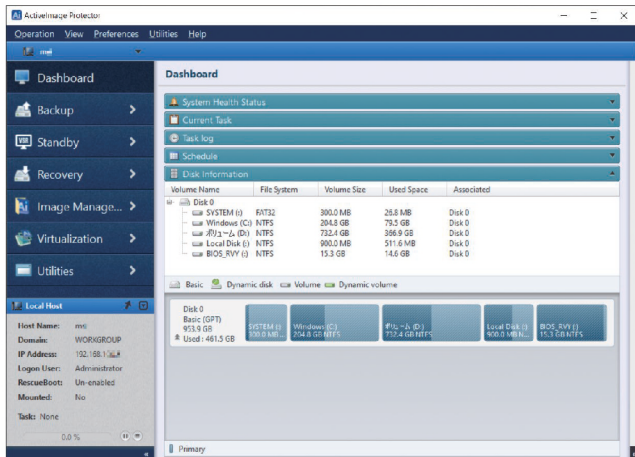 ActiveImage Protector
Operation View Preferences Utilities Help
msi
Dashboard
Backup
Standby
Recovery
Image Manage...
Virtualization
Utilities
Local Host
Host Name: msi
Domain: WORKGROUP
IP Address: 192.168.1
Logon User: Administrator
RescueBoot: Un-enabled
Mounted: No
Task: None
0.0 %
Dashboard
System Health Status
Current Task
Task log
Schedule
Disk Information
Volume Name File System Volume Size Used Space Associated
Disk 0
SYSTEM (:) FAT32 300.0 MB 26.8 MB Disk 0
Windows (C:) NTFS 204.8 GB 79.5 GB Disk 0
ボリューム (D:) NTFS 732.4 GB 366.9 GB Disk 0
Local Disk (:) NTFS 900.0 MB 511.6 MB Disk 0
BIOS_RVY (:) NTFS 15.3 GB 14.6 GB Disk 0
Basic Dynamic disk Volume Dynamic volume
Disk 0
Basic (GPT)
953.9 GB
Used : 461.5 GB
SYSTEM (:)
300.0 MB...
Windows (C:)
204.8 GB NTFS
ボリューム (D:)
732.4 GB NTFS
Local Disk (:)
900.0 MB N...
BIOS_RVY (:)
15.3 GB NTFS
Primary